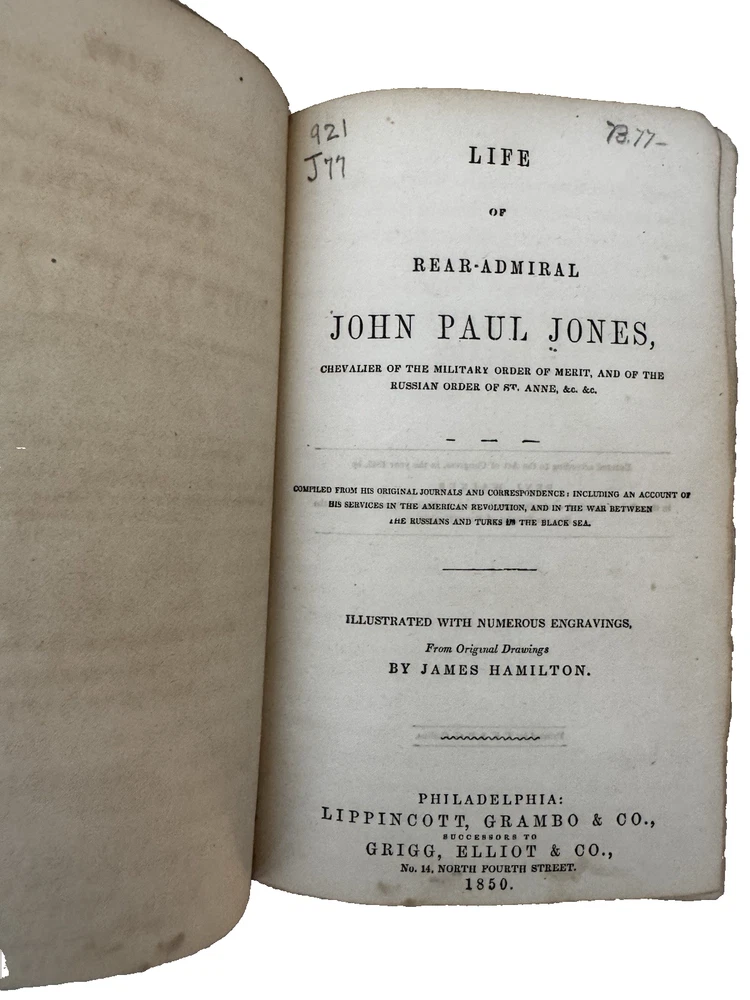 921
J77
73.77-
LIFE
OF
REAR-ADMIRAL
JOHN PAUL JONES,
CHEVALIER OF THE MILITARY ORDER OF MERIT, AND OF THE
RUSSIAN ORDER OF ST. ANNE, &c. &c.
COMPILED FROM HIS ORIGINAL JOURNALS AND CORRESPONDENCE: INCLUDING AN ACCOUNT OF
HIS SERVICES IN THE AMERICAN REVOLUTION, AND IN THE WAR BETWEEN
THE RUSSIANS AND TURKS IN THE BLACK SEA.
ILLUSTRATED WITH NUMEROUS ENGRAVINGS,
From Original Drawings
BY JAMES HAMILTON.
PHILADELPHIA:
LIPPINCOTT, GRAMBO & CO.,
SUCCESSORS TO
GRIGG, ELLIOT & CO.,
No. 14, NORTH FOURTH STREET.
1850.